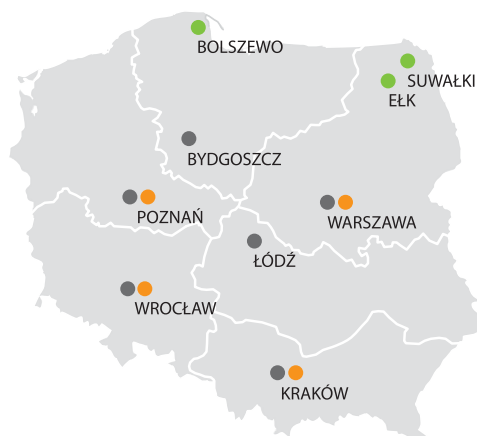 BOLSZEWO
SUWAŁKI
EŁK
BYDGOSZCZ
POZNAŃ
WARSZAWA
ŁÓDŹ
WROCŁAW
KRAKÓW